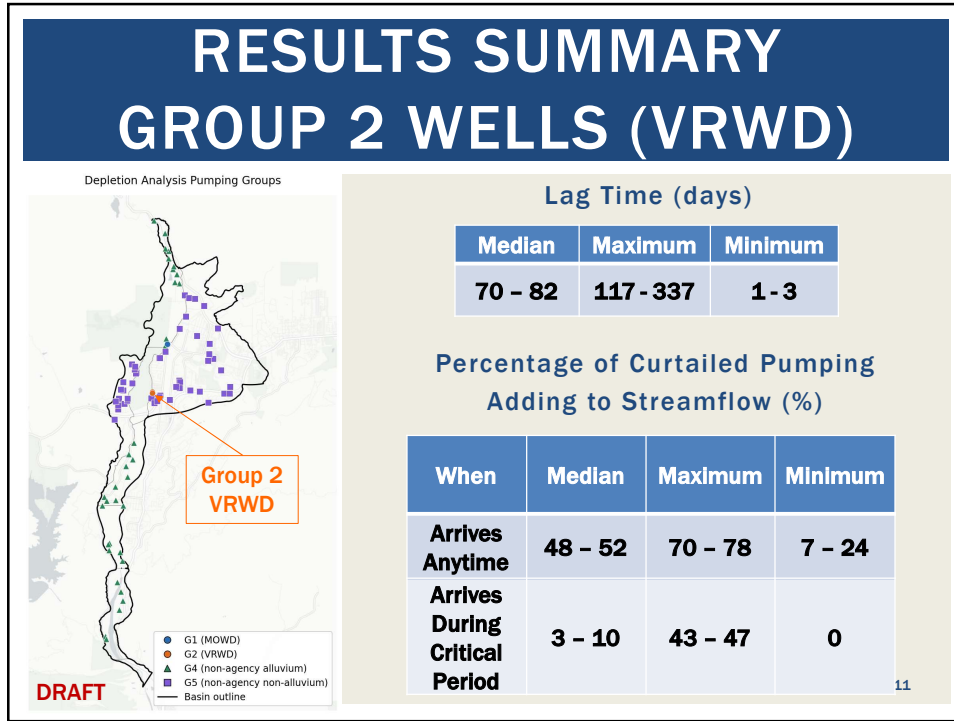 RESULTS SUMMARY
GROUP 2 WELLS (VRWD)
Depletion Analysis Pumping Groups
Group 2
VRWD
G1 (MOWD)
G2 (VRWD)
G4 (non-agency alluvium)
G5 (non-agency non-alluvium)
Basin outline
DRAFT
Lag Time (days)
Median Maximum Minimum
70 – 82 117 - 337 1 - 3
Percentage of Curtailed Pumping
Adding to Streamflow (%)
When Median Maximum Minimum
Arrives
Anytime
48 – 52 70 – 78 7 – 24
Arrives
During
Critical
Period
3 – 10 43 – 47 0
11